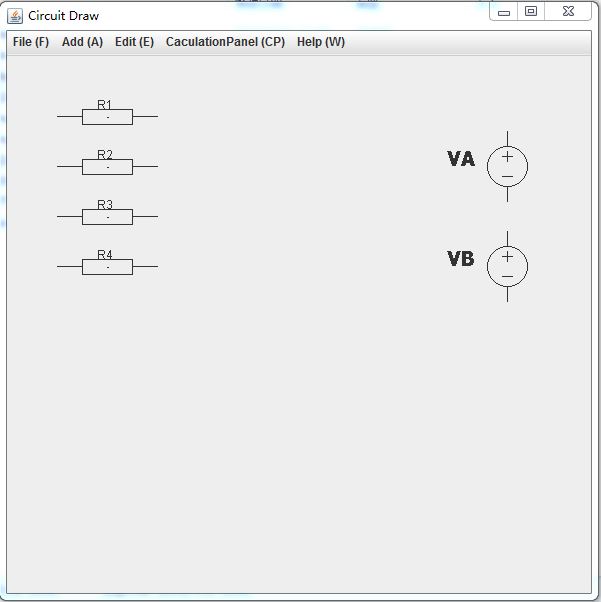 Circuit Draw
File (F) Add (A) Edit (E) CaculationPanel (CP) Help (W)
R1
R2
R3
R4
VA
+
−
VB
+
−